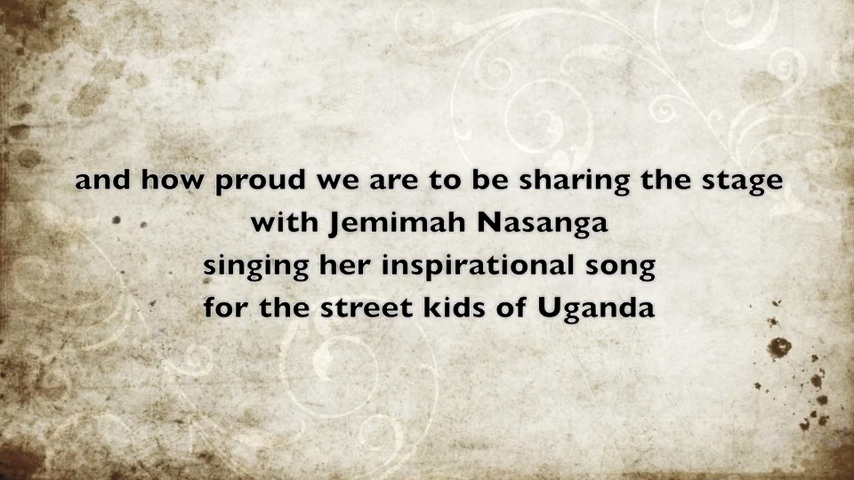 and how proud we are to be sharing the stage
with Jemimah Nasanga
singing her inspirational song
for the street kids of Uganda